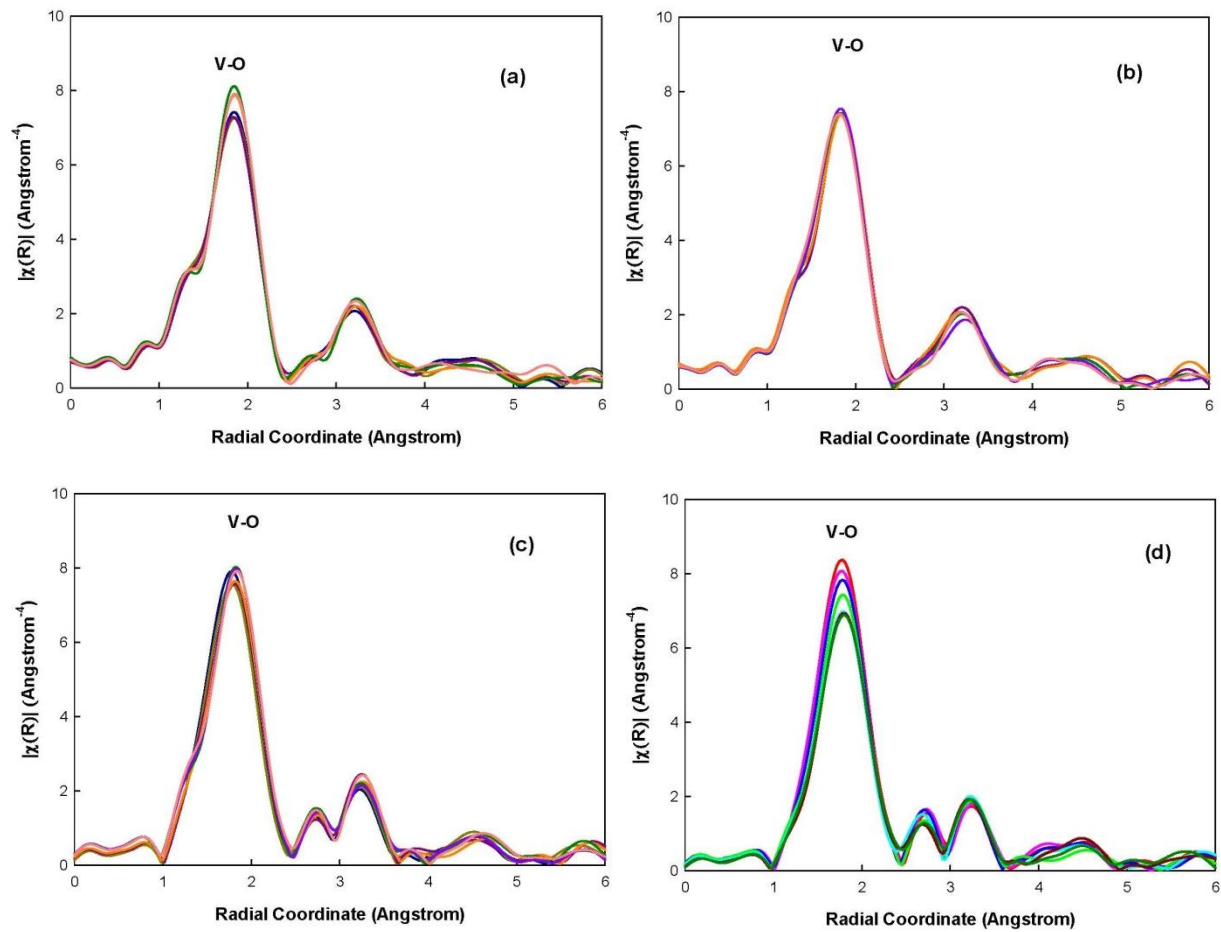 10
8
6
4
2
0
|χ(R)| (Angstrom⁻⁴)
V-O
(a)
0 1 2 3 4 5 6
Radial Coordinate (Angstrom)
10
8
6
4
2
0
|χ(R)| (Angstrom⁻⁴)
V-O
(b)
0 1 2 3 4 5 6
Radial Coordinate (Angstrom)
10
8
6
4
2
0
|χ(R)| (Angstrom⁻⁴)
V-O
(c)
0 1 2 3 4 5 6
Radial Coordinate (Angstrom)
10
8
6
4
2
0
|χ(R)| (Angstrom⁻⁴)
V-O
(d)
0 1 2 3 4 5 6
Radial Coordinate (Angstrom)